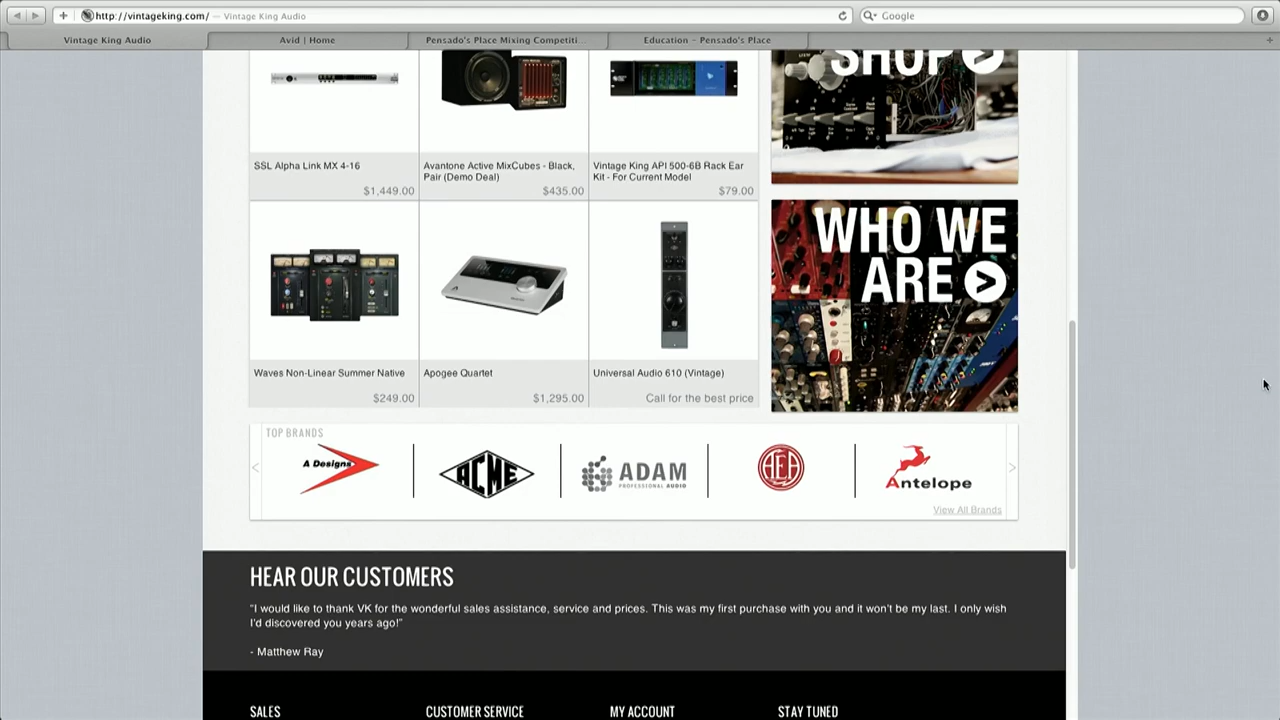 http://vintageking.com/ — Vintage King Audio
Google
Vintage King Audio
Avid | Home
Pensado's Place Mixing Competiti...
Education – Pensado's Place
SHOP
SSL Alpha Link MX 4-16
$1,449.00
Avantone Active MixCubes - Black,
Pair (Demo Deal)
$435.00
Vintage King API 500-6B Rack Ear
Kit - For Current Model
$79.00
WHO WE
ARE
Waves Non-Linear Summer Native
$249.00
Apogee Quartet
$1,295.00
Universal Audio 610 (Vintage)
Call for the best price
TOP BRANDS
A Designs
ACME
ADAM
PROFESSIONAL AUDIO
AEA
Antelope
View All Brands
HEAR OUR CUSTOMERS
"I would like to thank VK for the wonderful sales assistance, service and prices. This was my first purchase with you and it won't be my last. I only wish
I'd discovered you years ago!"
- Matthew Ray
SALES
CUSTOMER SERVICE
MY ACCOUNT
STAY TUNED